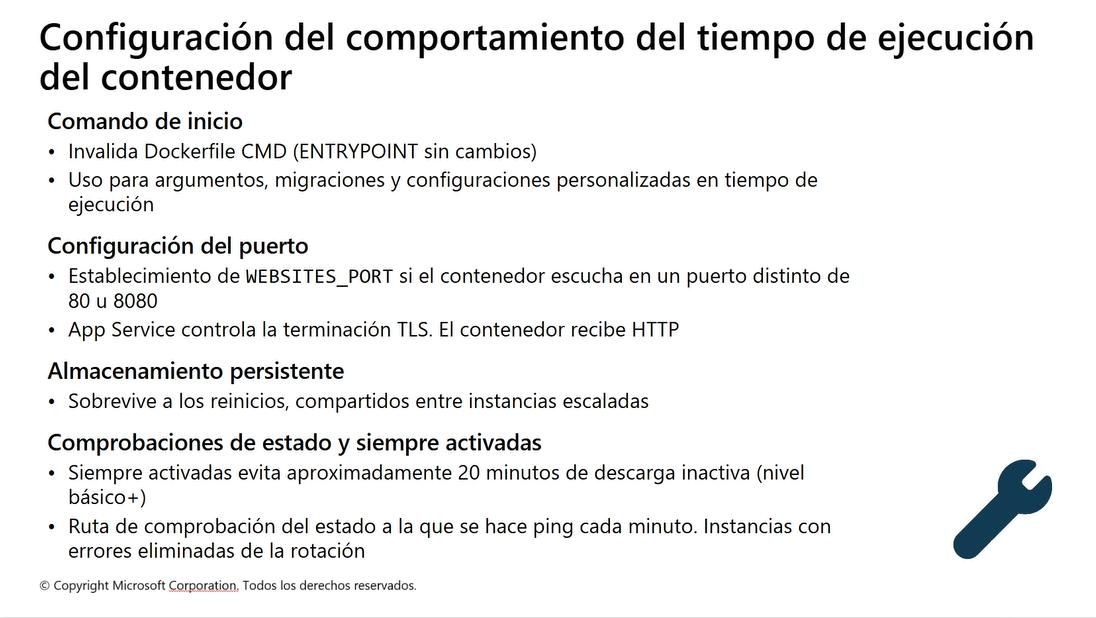 Configuración del comportamiento del tiempo de ejecución
del contenedor
Comando de inicio
• Invalida Dockerfile CMD (ENTRYPOINT sin cambios)
• Uso para argumentos, migraciones y configuraciones personalizadas en tiempo de
ejecución
Configuración del puerto
• Establecimiento de WEBSITES_PORT si el contenedor escucha en un puerto distinto de
80 u 8080
• App Service controla la terminación TLS. El contenedor recibe HTTP
Almacenamiento persistente
• Sobrevive a los reinicios, compartidos entre instancias escaladas
Comprobaciones de estado y siempre activadas
• Siempre activadas evita aproximadamente 20 minutos de descarga inactiva (nivel
básico+)
• Ruta de comprobación del estado a la que se hace ping cada minuto. Instancias con
errores eliminadas de la rotación
© Copyright Microsoft Corporation. Todos los derechos reservados.